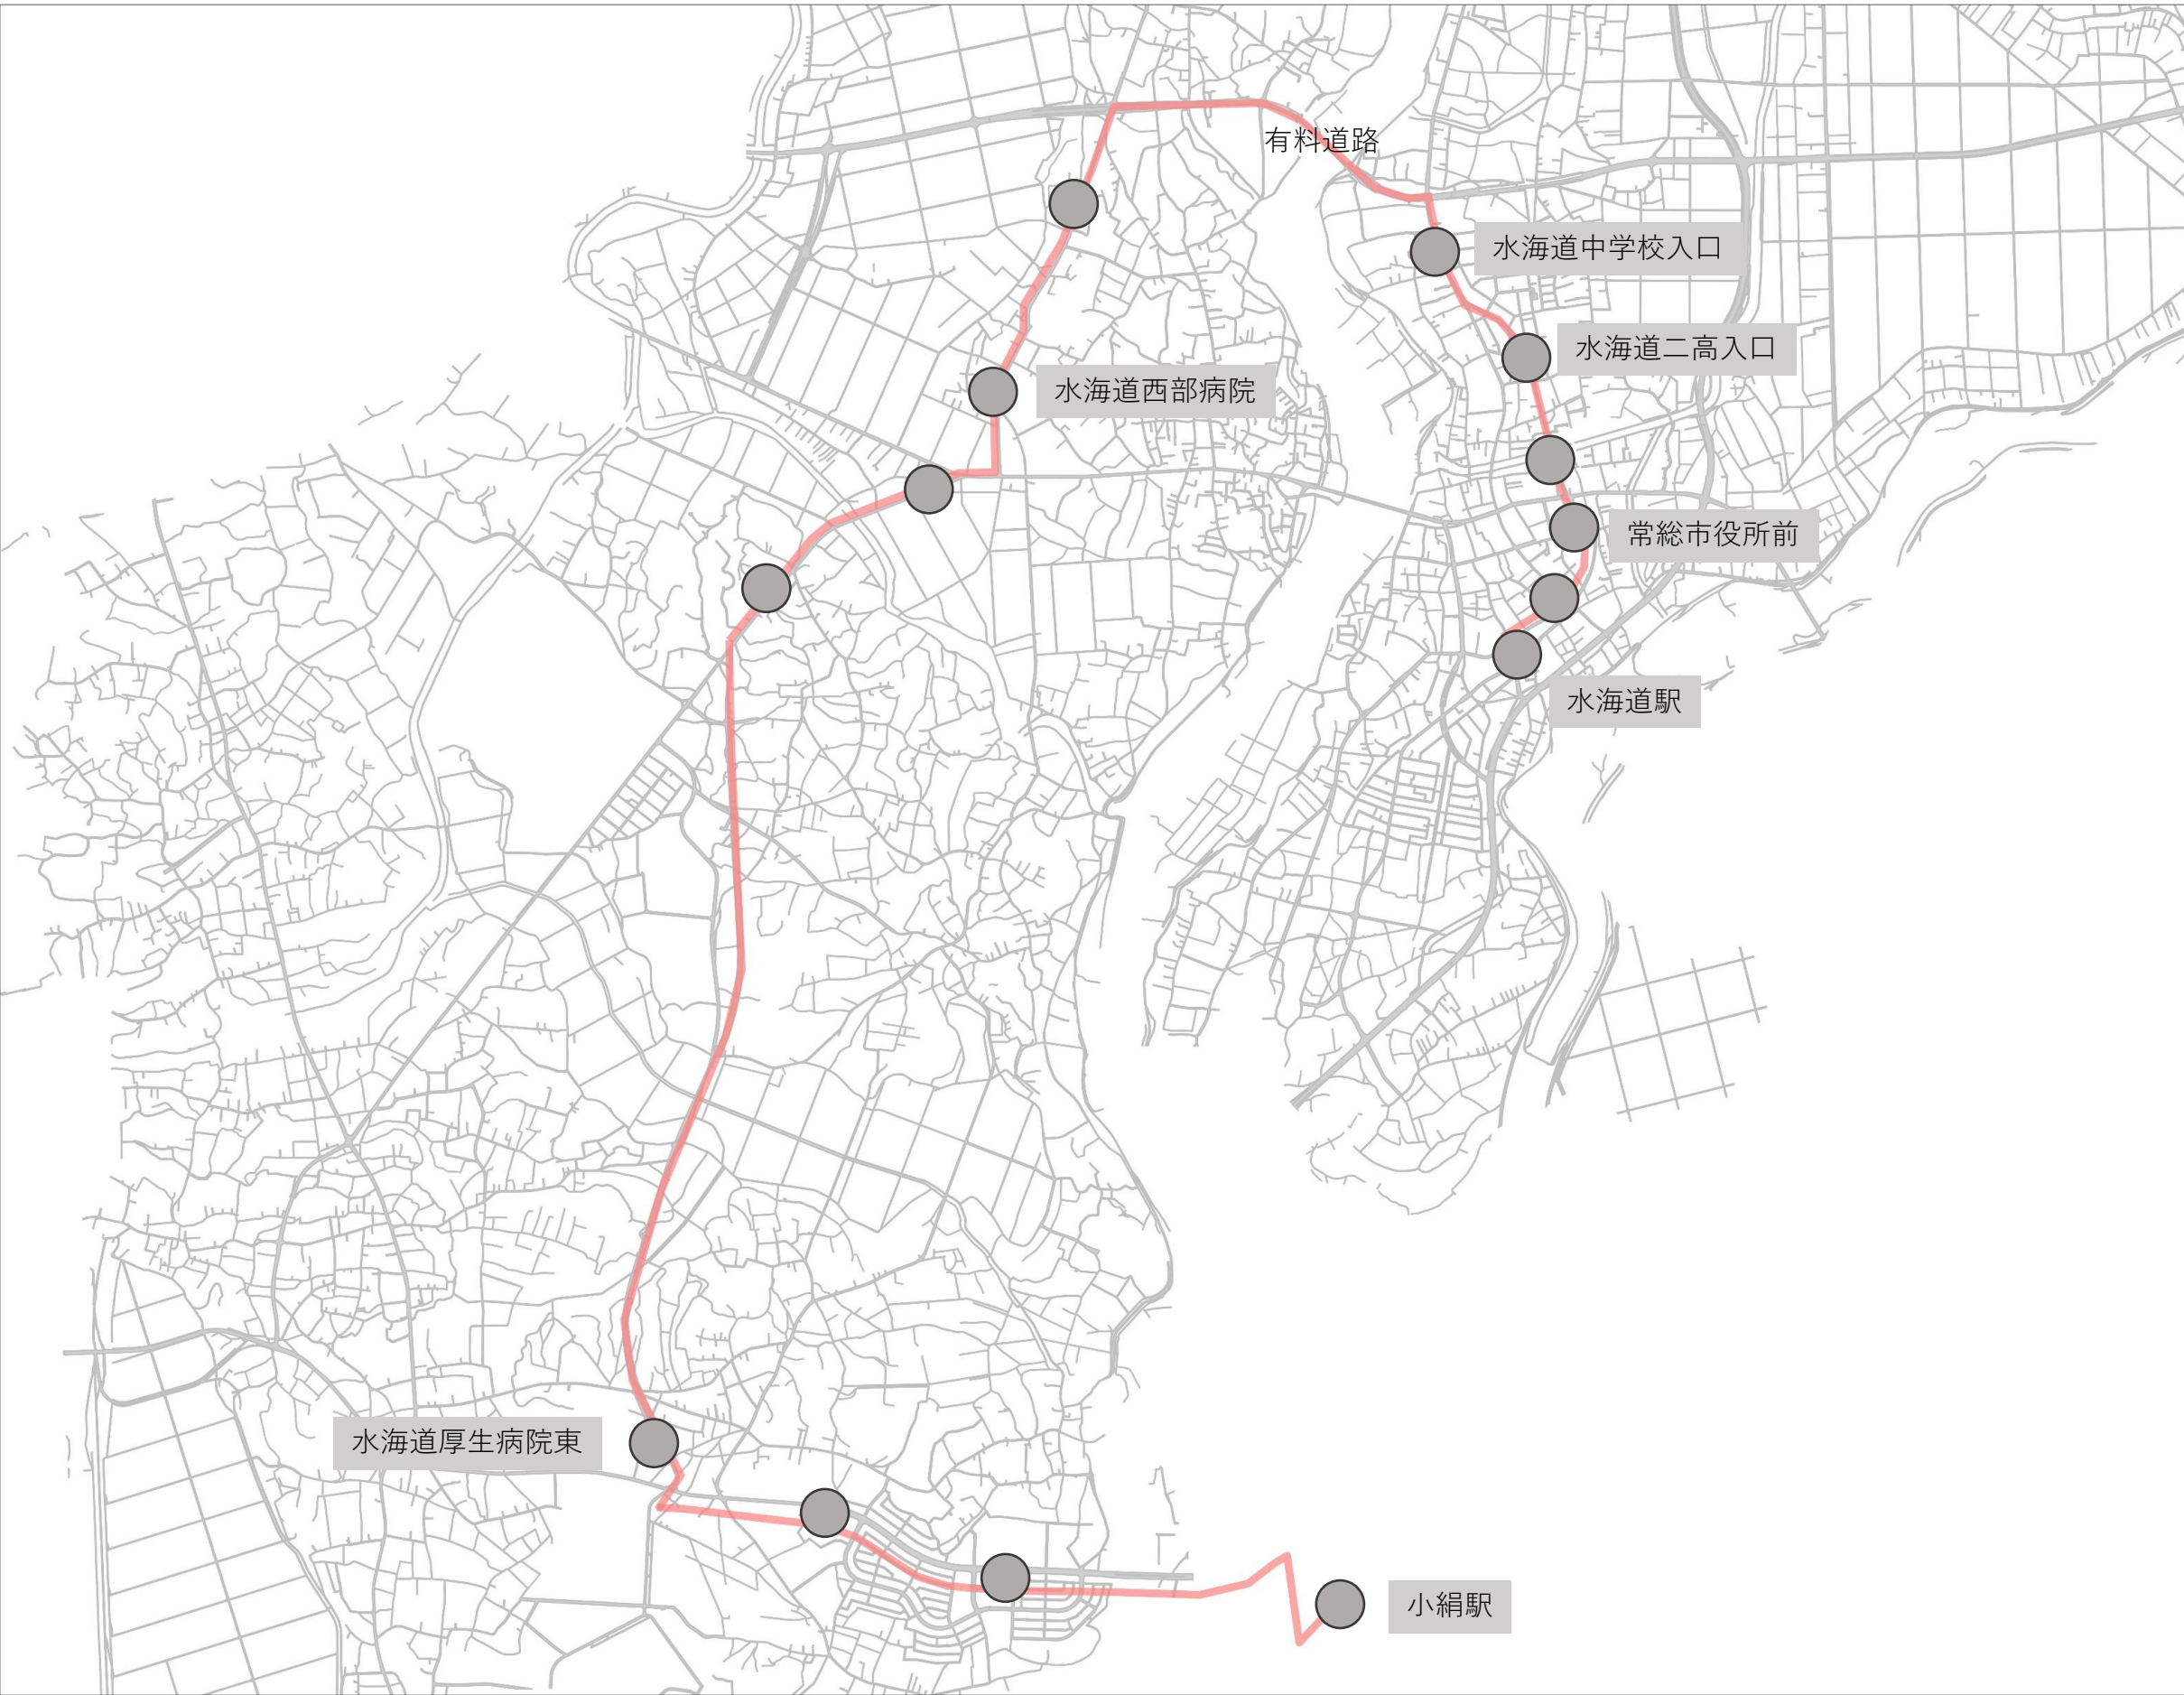 有料道路
水海道中学校入口
水海道二高入口
水海道西部病院
常総市役所前
水海道駅
水海道厚生病院東
小絹駅